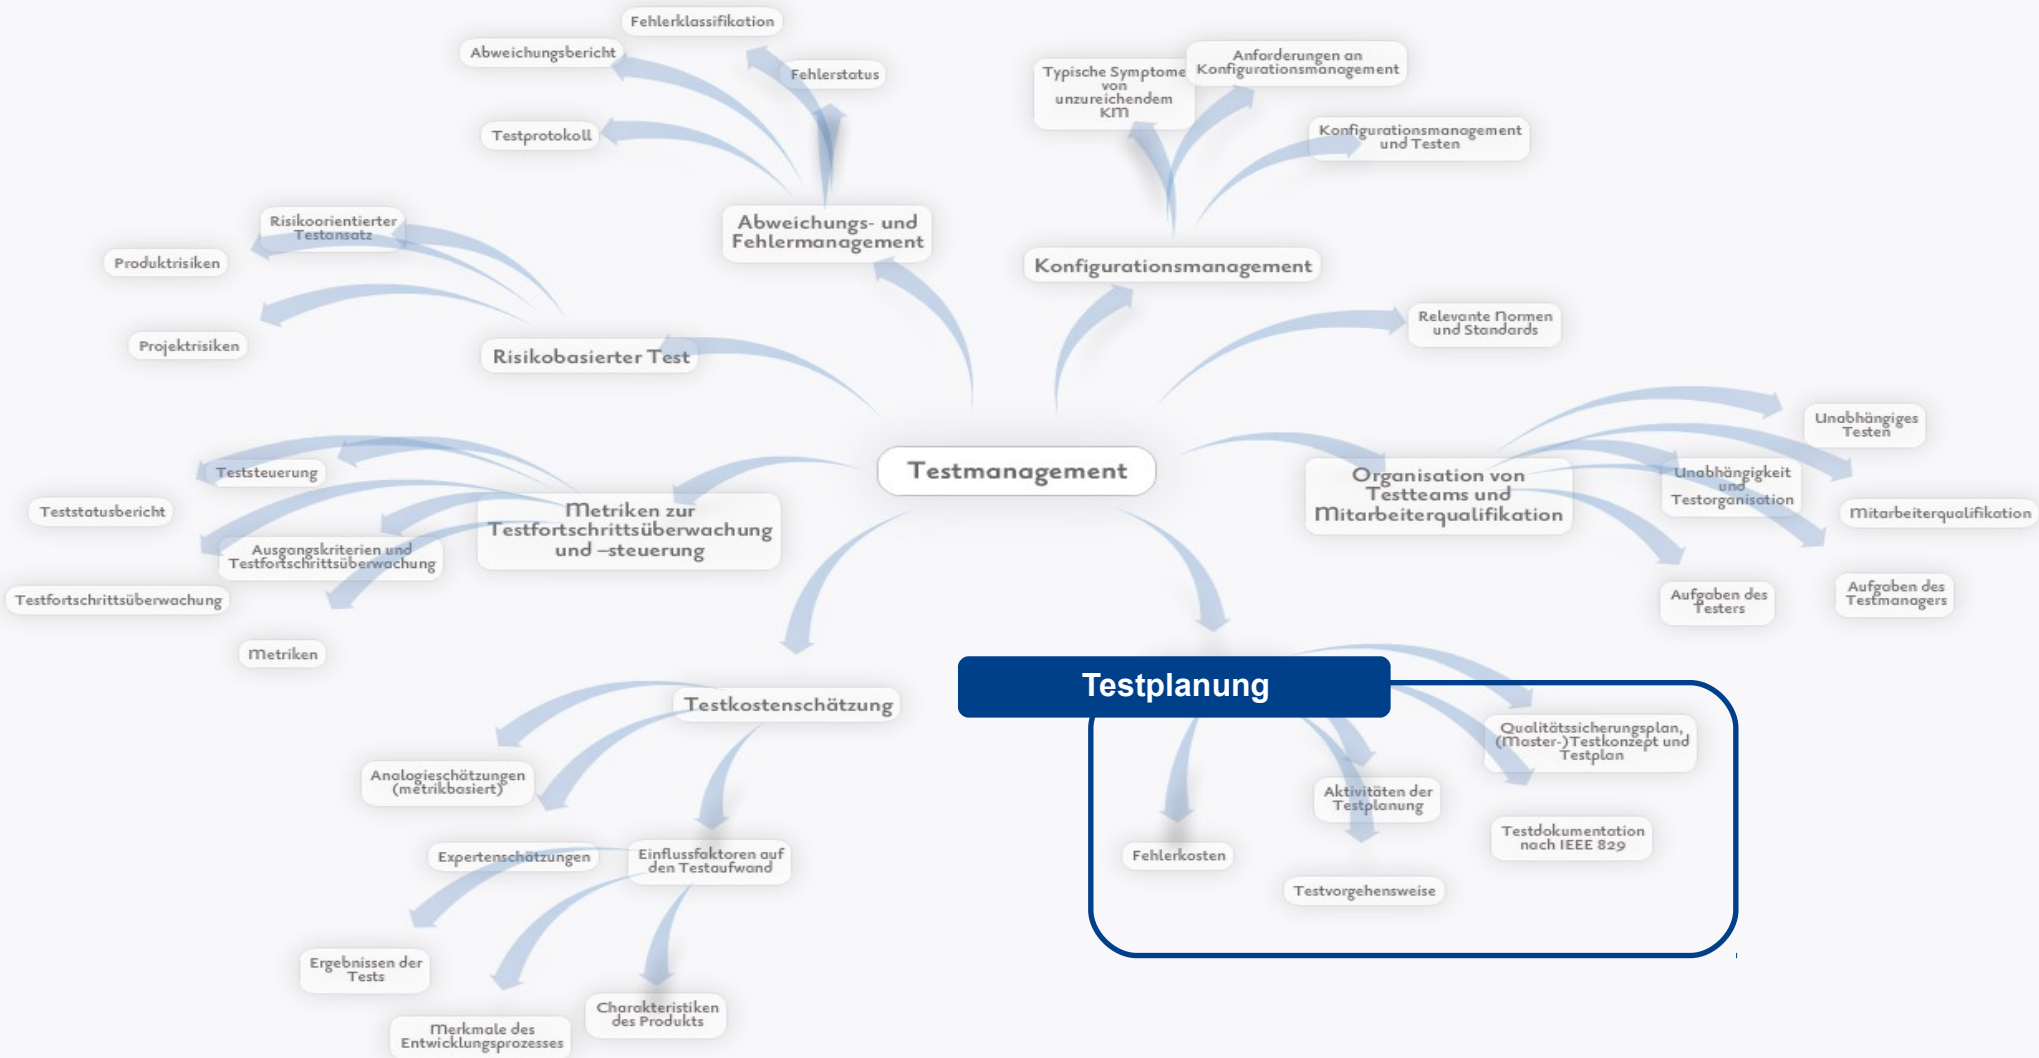 Fehlerklassifikation
Abweichungsbericht
Fehlerstatus
Testprotokoll
Abweichungs- und
Fehlermanagement
Typische Symptome
von
unzureichendem
KM
Anforderungen an
Konfigurationsmanagement
Konfigurationsmanagement
und Testen
Konfigurationsmanagement
Relevante Normen
und Standards
Risikoorientierter
Testansatz
Produktrisiken
Projektrisiken
Risikobasierter Test
Testmanagement
Unabhängiges
Testen
Organisation von
Testteams und
Mitarbeiterqualifikation
Unabhängigkeit
und
Testorganisation
Mitarbeiterqualifikation
Aufgaben des
Testers
Aufgaben des
Testmanagers
Teststeuerung
Teststatusbericht
Metriken zur
Testfortschrittsüberwachung
und –steuerung
Ausgangskriterien und
Testfortschrittsüberwachung
Testfortschrittsüberwachung
Metriken
Testkostenschätzung
Analogieschätzungen
(metrikbasiert)
Expertenschätzungen
Einflussfaktoren auf
den Testaufwand
Ergebnissen der
Tests
Merkmale des
Entwicklungsprozesses
Charakteristiken
des Produkts
Testplanung
Qualitätssicherungsplan,
(Master-)Testkonzept und
Testplan
Aktivitäten der
Testplanung
Testdokumentation
nach IEEE 829
Fehlerkosten
Testvorgehensweise